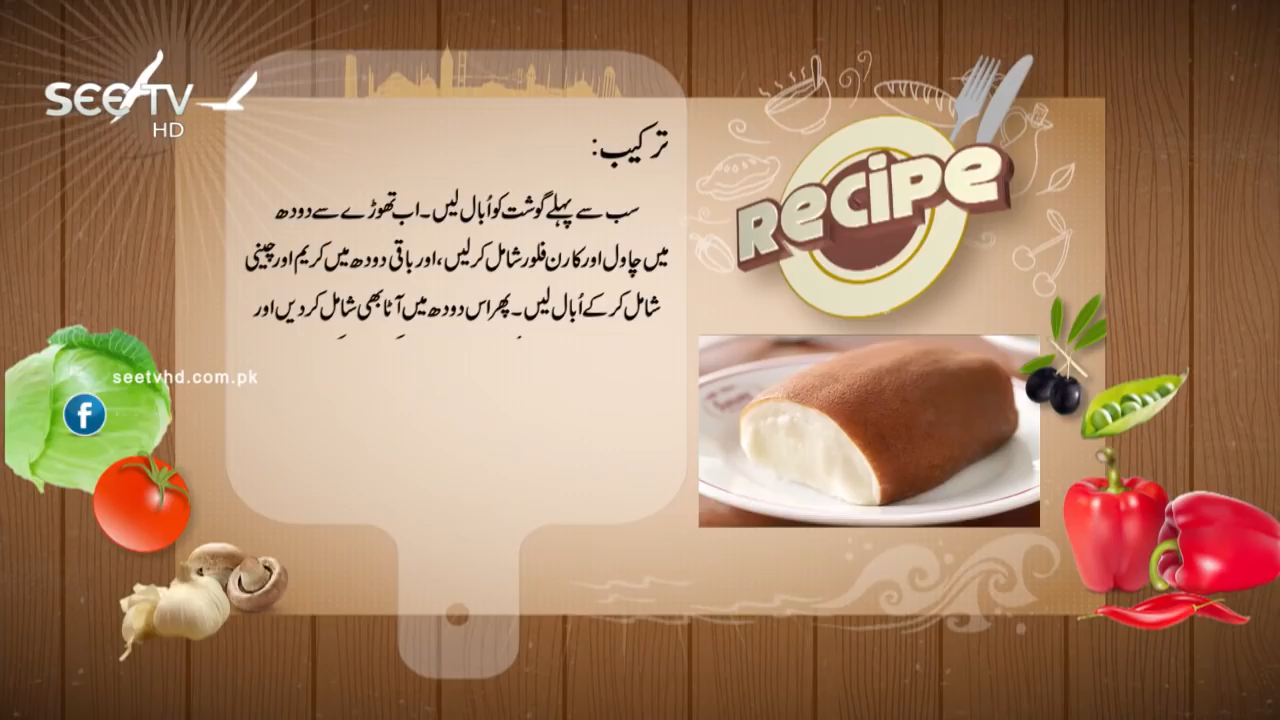 SEE TV
HD
ترکیب:
سب سے پہلے گوشت کو اُبال لیں۔ اب تھوڑے سے دودھ
میں چاول اور کارن فلور شامل کرلیں، اور باقی دودھ میں کریم اور چینی
شامل کر کے اُبال لیں۔ پھر اس دودھ میں آٹا بھی شامل کر دیں اور
Recipe
seetvhd.com.pk
f